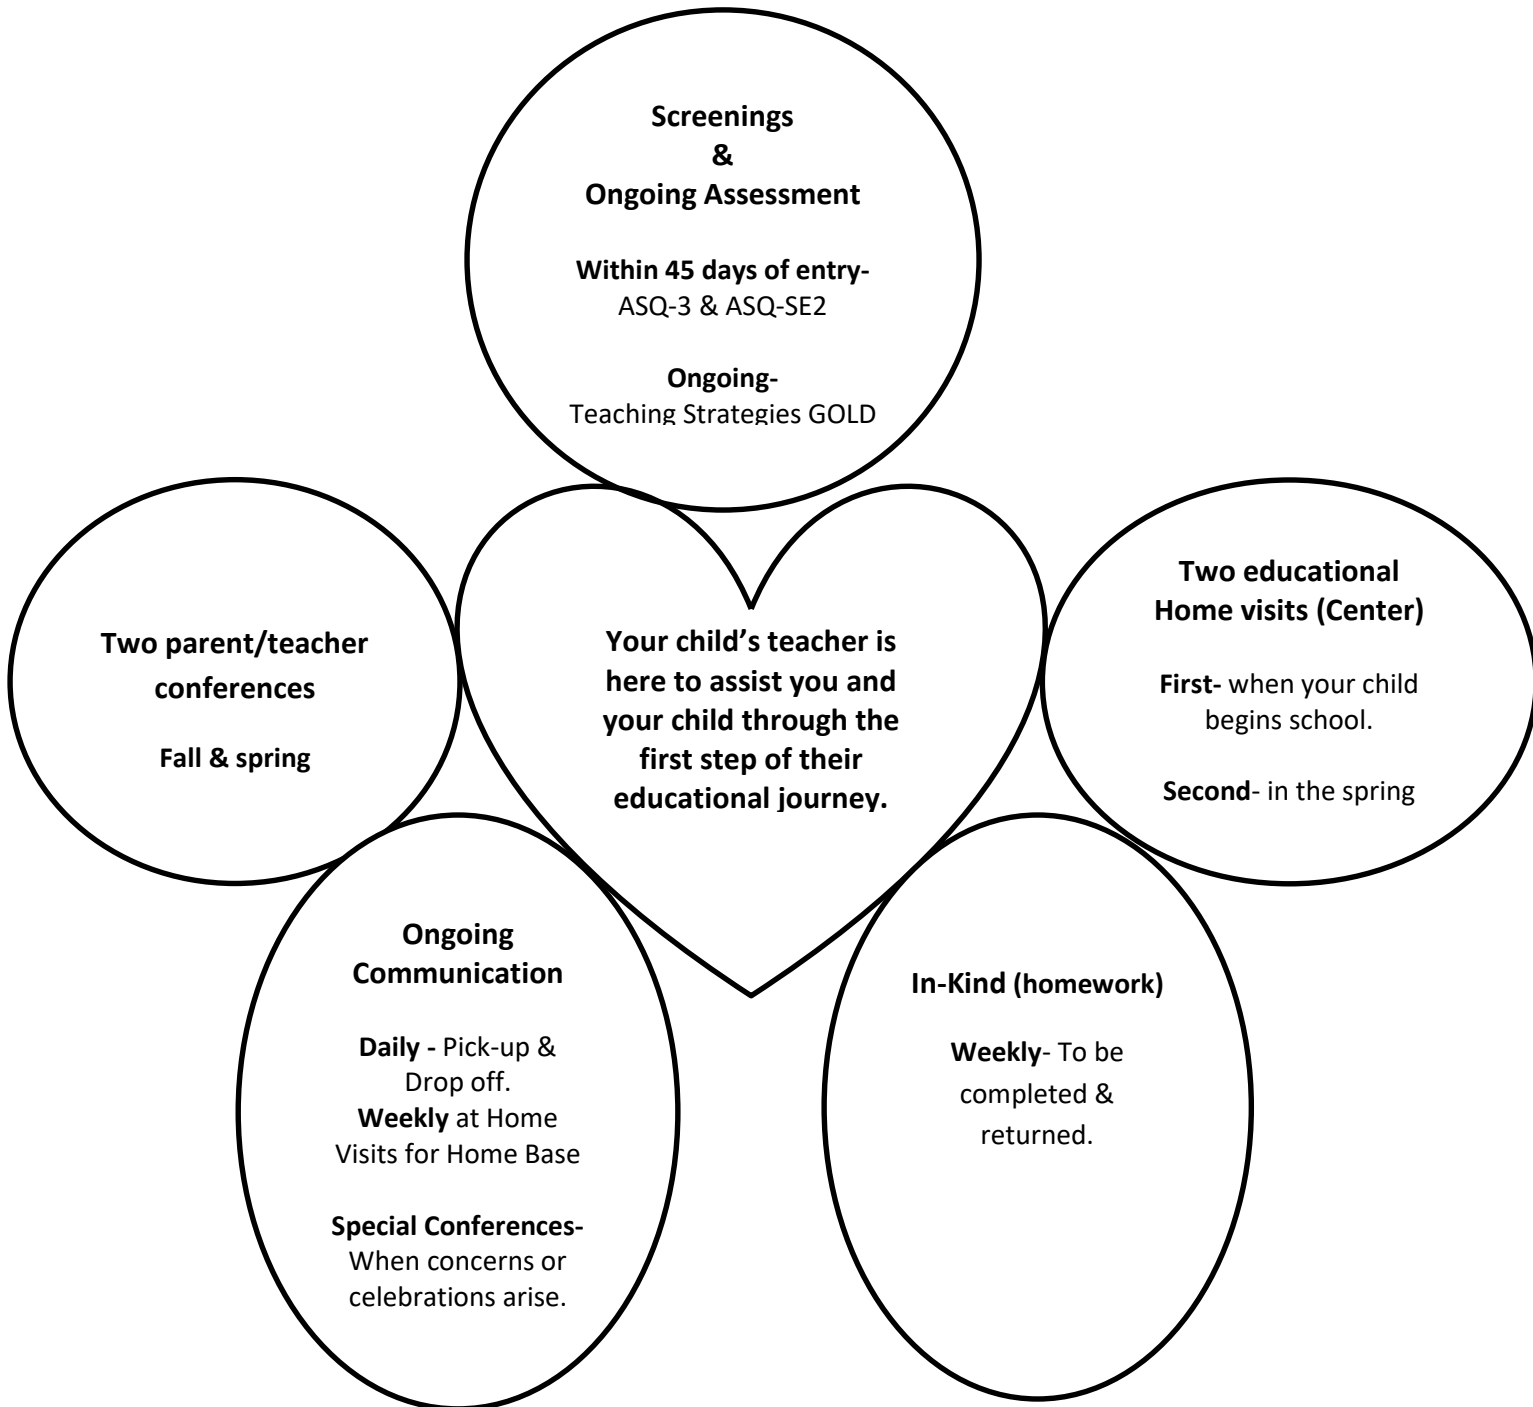 Screenings
&
Ongoing Assessment
Within 45 days of entry-
ASQ-3 & ASQ-SE2
Ongoing-
Teaching Strategies GOLD
Two parent/teacher
conferences
Fall & spring
Your child’s teacher is
here to assist you and
your child through the
first step of their
educational journey.
Two educational
Home visits (Center)
First- when your child
begins school.
Second- in the spring
Ongoing
Communication
Daily - Pick-up &
Drop off.
Weekly at Home
Visits for Home Base
Special Conferences-
When concerns or
celebrations arise.
In-Kind (homework)
Weekly- To be
completed &
returned.